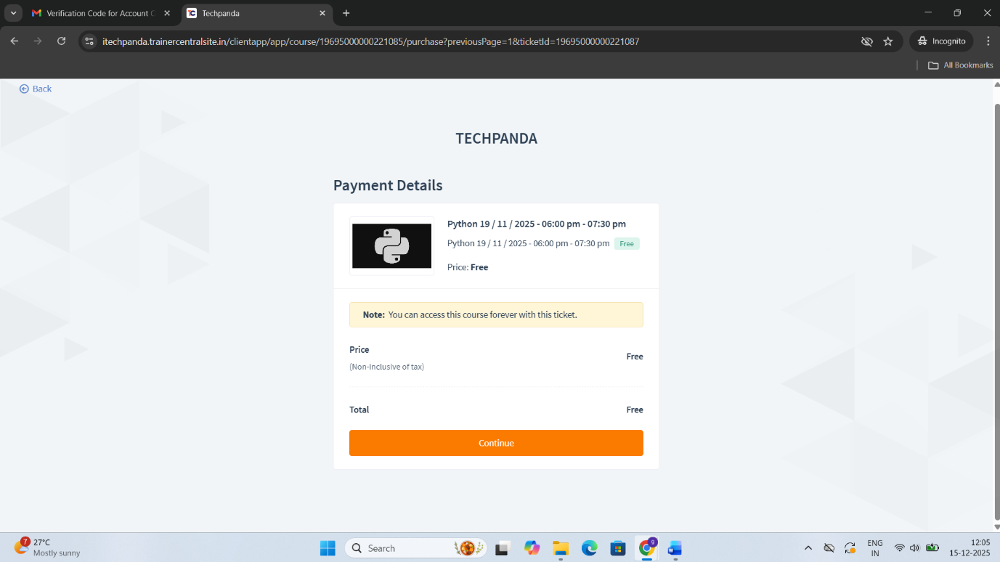 Verification Code for Account C
Techpanda
itechpanda.trainercentralsite.in/clientapp/app/course/19695000000221085/purchase?previousPage=1&ticketId=19695000000221087
Incognito
All Bookmarks
Back
TECHPANDA
Payment Details
Python 19 / 11 / 2025 - 06:00 pm - 07:30 pm
Python 19 / 11 / 2025 - 06:00 pm - 07:30 pm Free
Price: Free
Note: You can access this course forever with this ticket.
Price
(Non-inclusive of tax)
Free
Total Free
Continue
7
27°C
Mostly sunny
Search
9
ENG
IN
12:05
15-12-2025